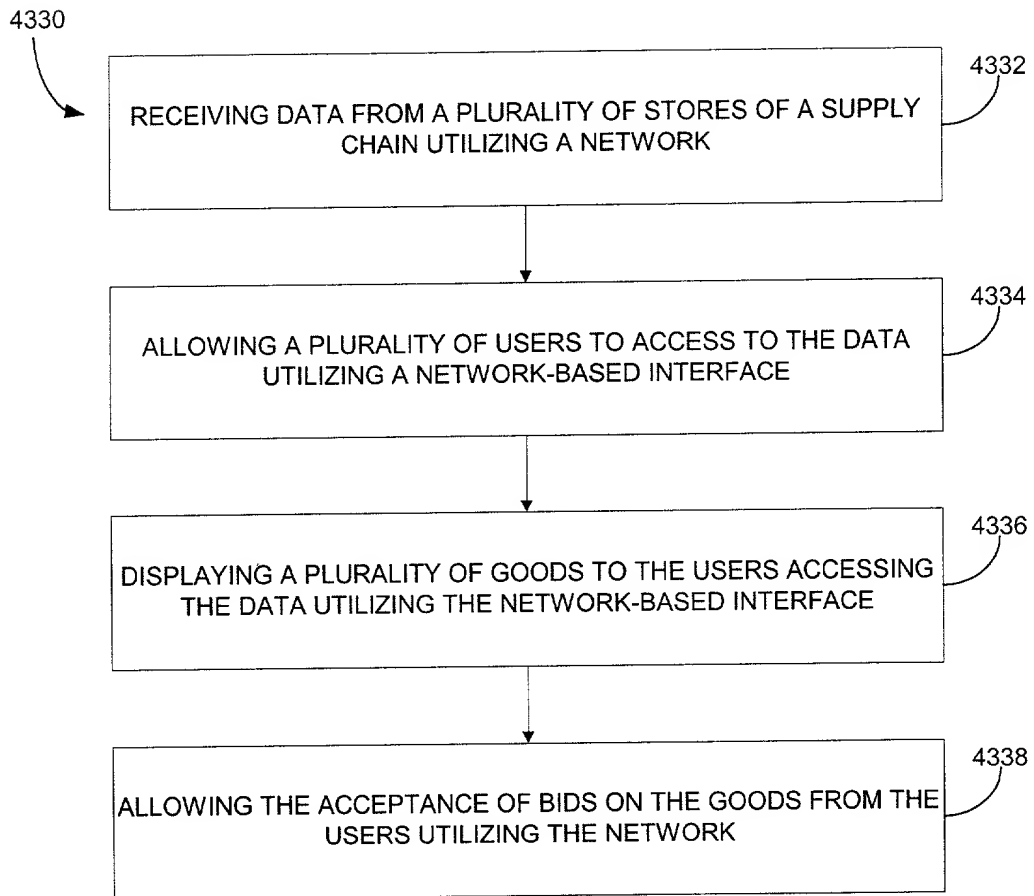 4330
4332
RECEIVING DATA FROM A PLURALITY OF STORES OF A SUPPLY
CHAIN UTILIZING A NETWORK
4334
ALLOWING A PLURALITY OF USERS TO ACCESS TO THE DATA
UTILIZING A NETWORK-BASED INTERFACE
4336
DISPLAYING A PLURALITY OF GOODS TO THE USERS ACCESSING
THE DATA UTILIZING THE NETWORK-BASED INTERFACE
4338
ALLOWING THE ACCEPTANCE OF BIDS ON THE GOODS FROM THE
USERS UTILIZING THE NETWORK